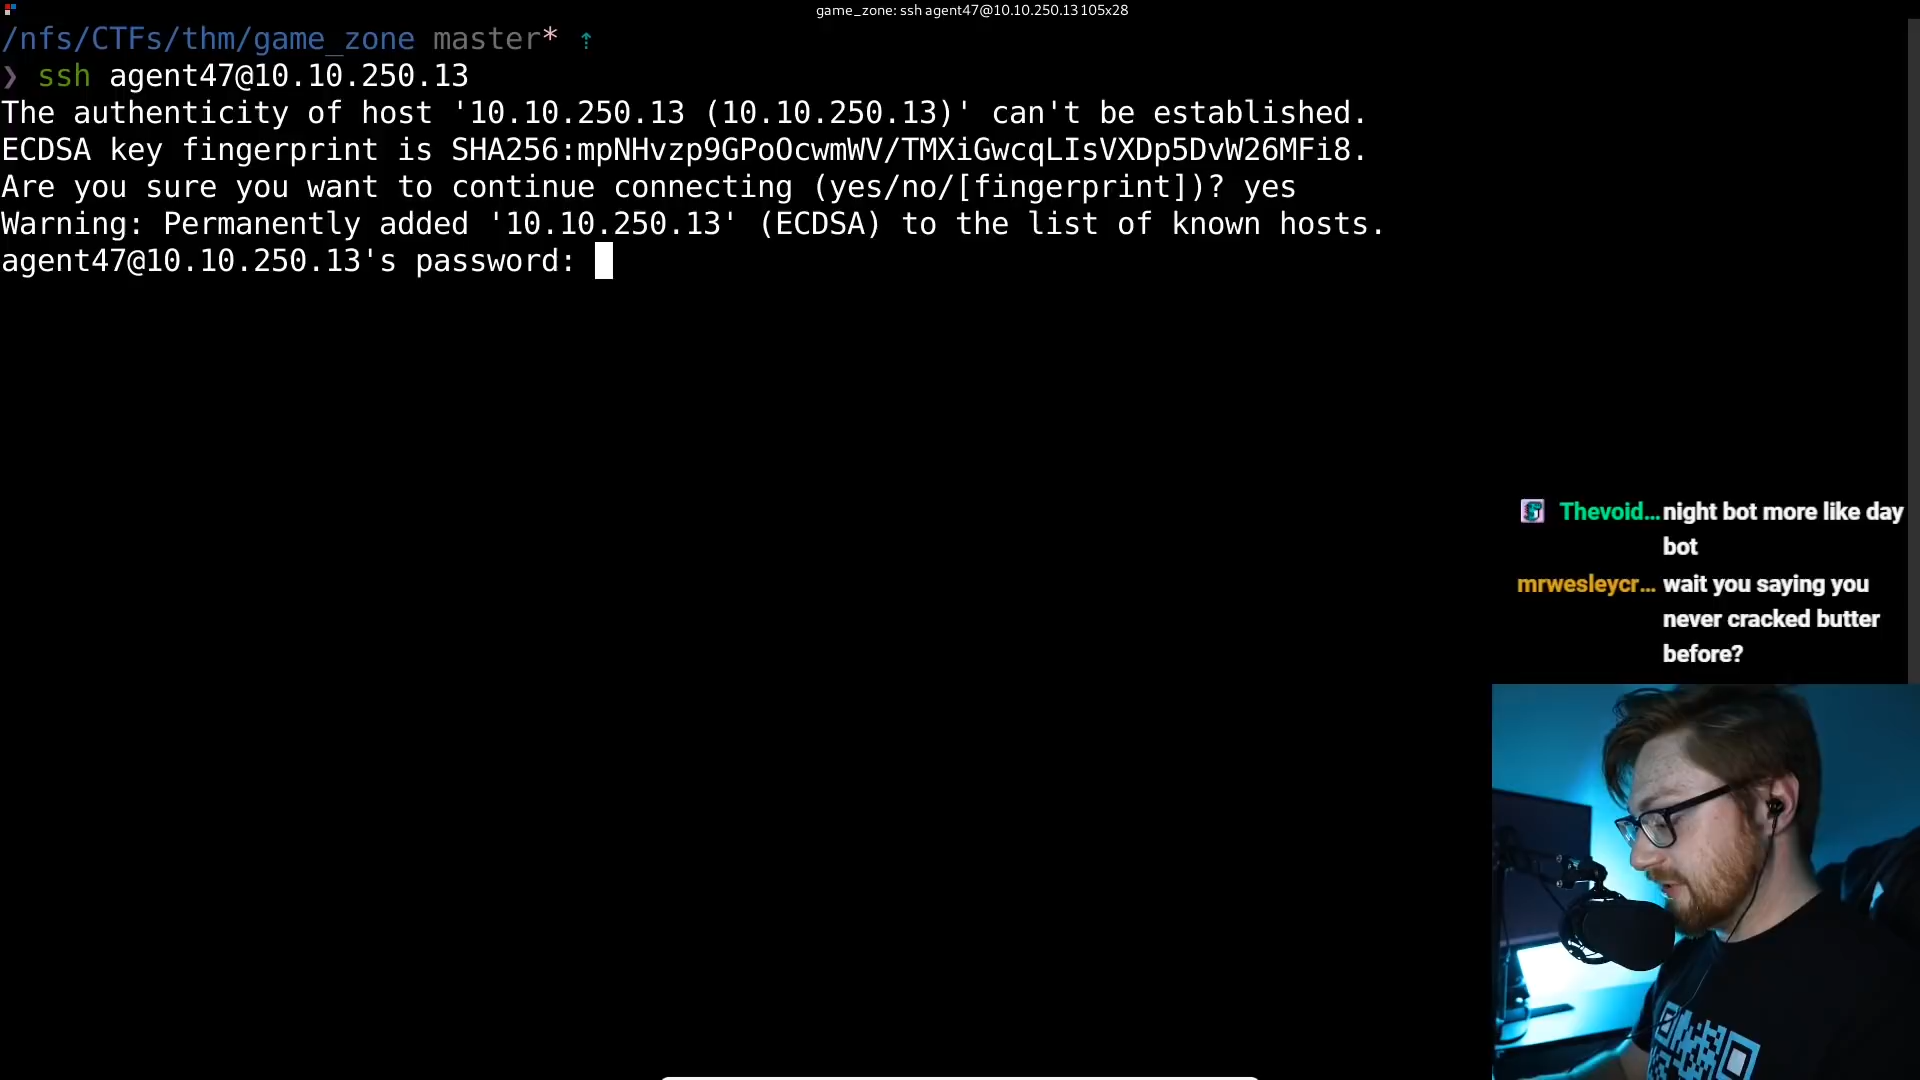 game_zone: ssh agent47@10.10.250.13 105x28
/nfs/CTFs/thm/game_zone master* ⇡
❯ ssh agent47@10.10.250.13
The authenticity of host '10.10.250.13 (10.10.250.13)' can't be established.
ECDSA key fingerprint is SHA256:mpNHvzp9GPoOcwmWV/TMXiGwcqLIsVXDp5DvW26MFi8.
Are you sure you want to continue connecting (yes/no/[fingerprint])? yes
Warning: Permanently added '10.10.250.13' (ECDSA) to the list of known hosts.
agent47@10.10.250.13's password:
Thevoid… night bot more like day
bot
mrwesleycr… wait you saying you
never cracked butter
before?